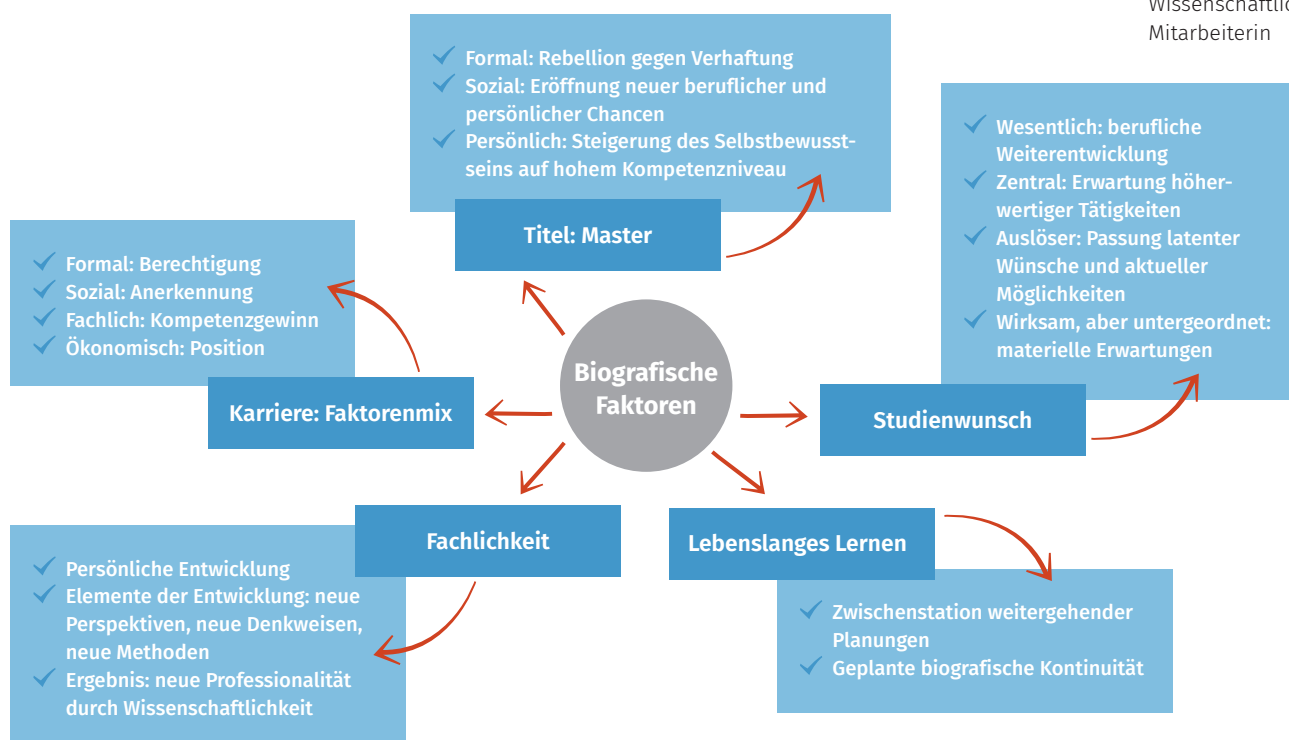 Wissenschaftlic
Mitarbeiterin
Formal: Rebellion gegen Verhaftung
Sozial: Eröffnung neuer beruflicher und
persönlicher Chancen
Persönlich: Steigerung des Selbstbewusst-
seins auf hohem Kompetenzniveau
Titel: Master
Wesentlich: berufliche
Weiterentwicklung
Zentral: Erwartung höher-
wertiger Tätigkeiten
Auslöser: Passung latenter
Wünsche und aktueller
Möglichkeiten
Wirksam, aber untergeordnet:
materielle Erwartungen
Studienwunsch
Formal: Berechtigung
Sozial: Anerkennung
Fachlich: Kompetenzgewinn
Ökonomisch: Position
Karriere: Faktorenmix
Biografische
Faktoren
Fachlichkeit
Persönliche Entwicklung
Elemente der Entwicklung: neue
Perspektiven, neue Denkweisen,
neue Methoden
Ergebnis: neue Professionalität
durch Wissenschaftlichkeit
Lebenslanges Lernen
Zwischenstation weitergehender
Planungen
Geplante biografische Kontinuität